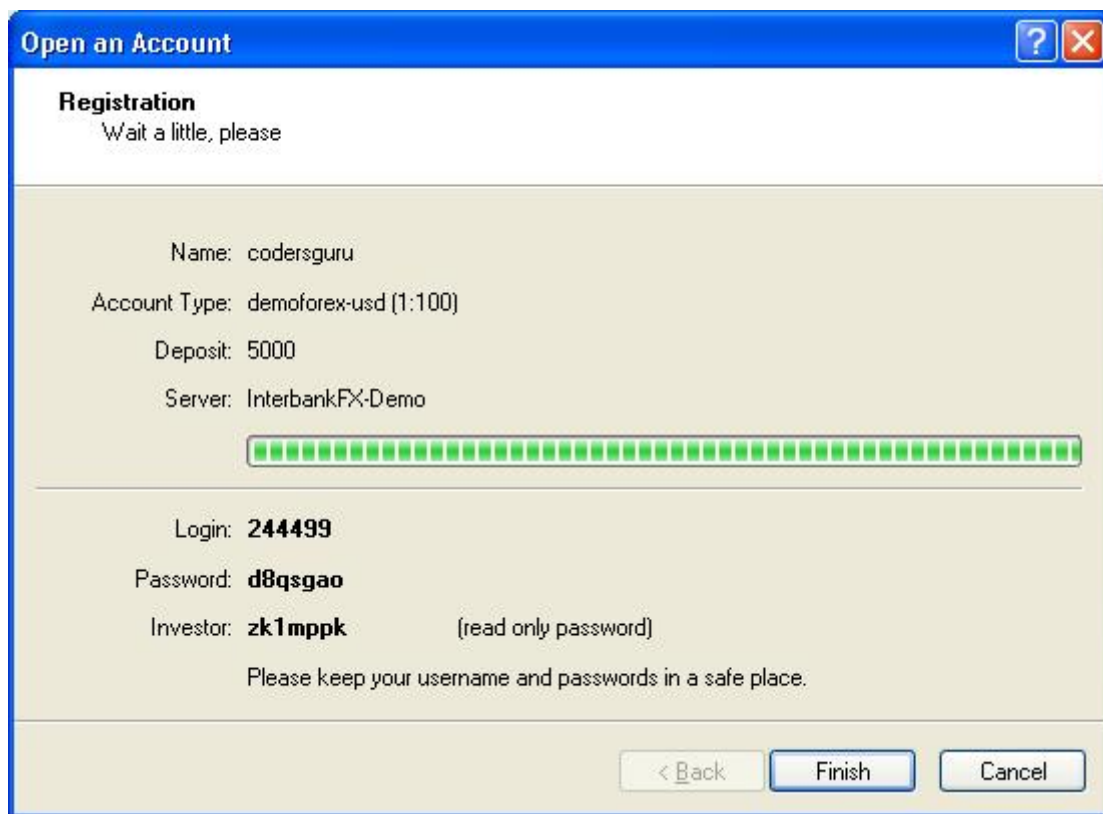 Open an Account
Registration
Wait a little, please
Name: codersguru
Account Type: demoforex-usd (1:100)
Deposit: 5000
Server: InterbankFX-Demo
Login: 244499
Password: d8qsgao
Investor: zk1mppk (read only password)
Please keep your username and passwords in a safe place.
< Back Finish Cancel